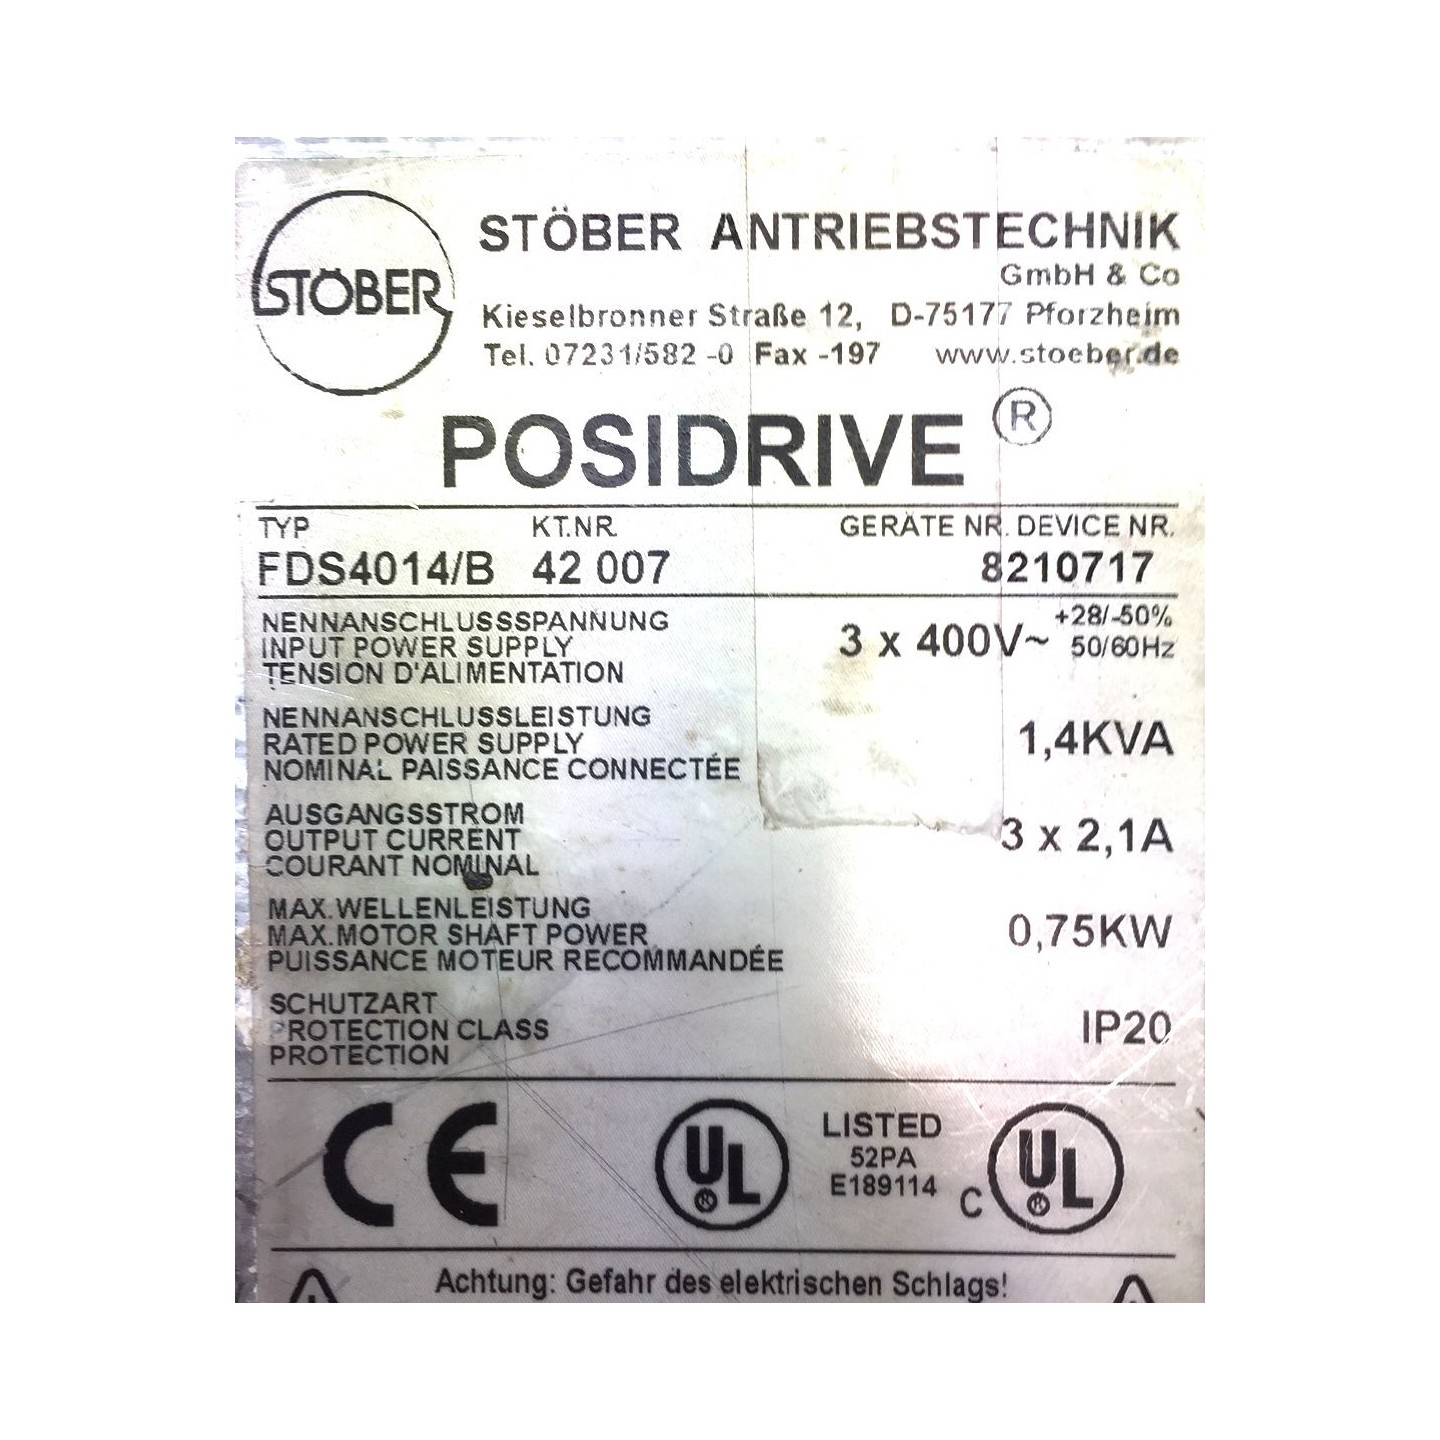 STÖBER
STÖBER ANTRIEBSTECHNIK
GmbH & Co
Kieselbronner Straße 12, D-75177 Pforzheim
Tel. 07231/582 -0 Fax -197 www.stoeber.de
POSIDRIVE ®
TYP KT.NR. GERÄTE NR. DEVICE NR.
FDS4014/B 42 007 8210717
NENNANSCHLUSSSPANNUNG
INPUT POWER SUPPLY
TENSION D'ALIMENTATION
3 x 400V~ +28/-50%
50/60Hz
NENNANSCHLUSSLEISTUNG
RATED POWER SUPPLY
NOMINAL PAISSANCE CONNECTÉE
1,4KVA
AUSGANGSSTROM
OUTPUT CURRENT
COURANT NOMINAL
3 x 2,1A
MAX.WELLENLEISTUNG
MAX.MOTOR SHAFT POWER
PUISSANCE MOTEUR RECOMMANDÉE
0,75KW
SCHUTZART
PROTECTION CLASS
PROTECTION
IP20
CE
UL ®
LISTED
52PA
E189114
C UL ®
Achtung: Gefahr des elektrischen Schlags!